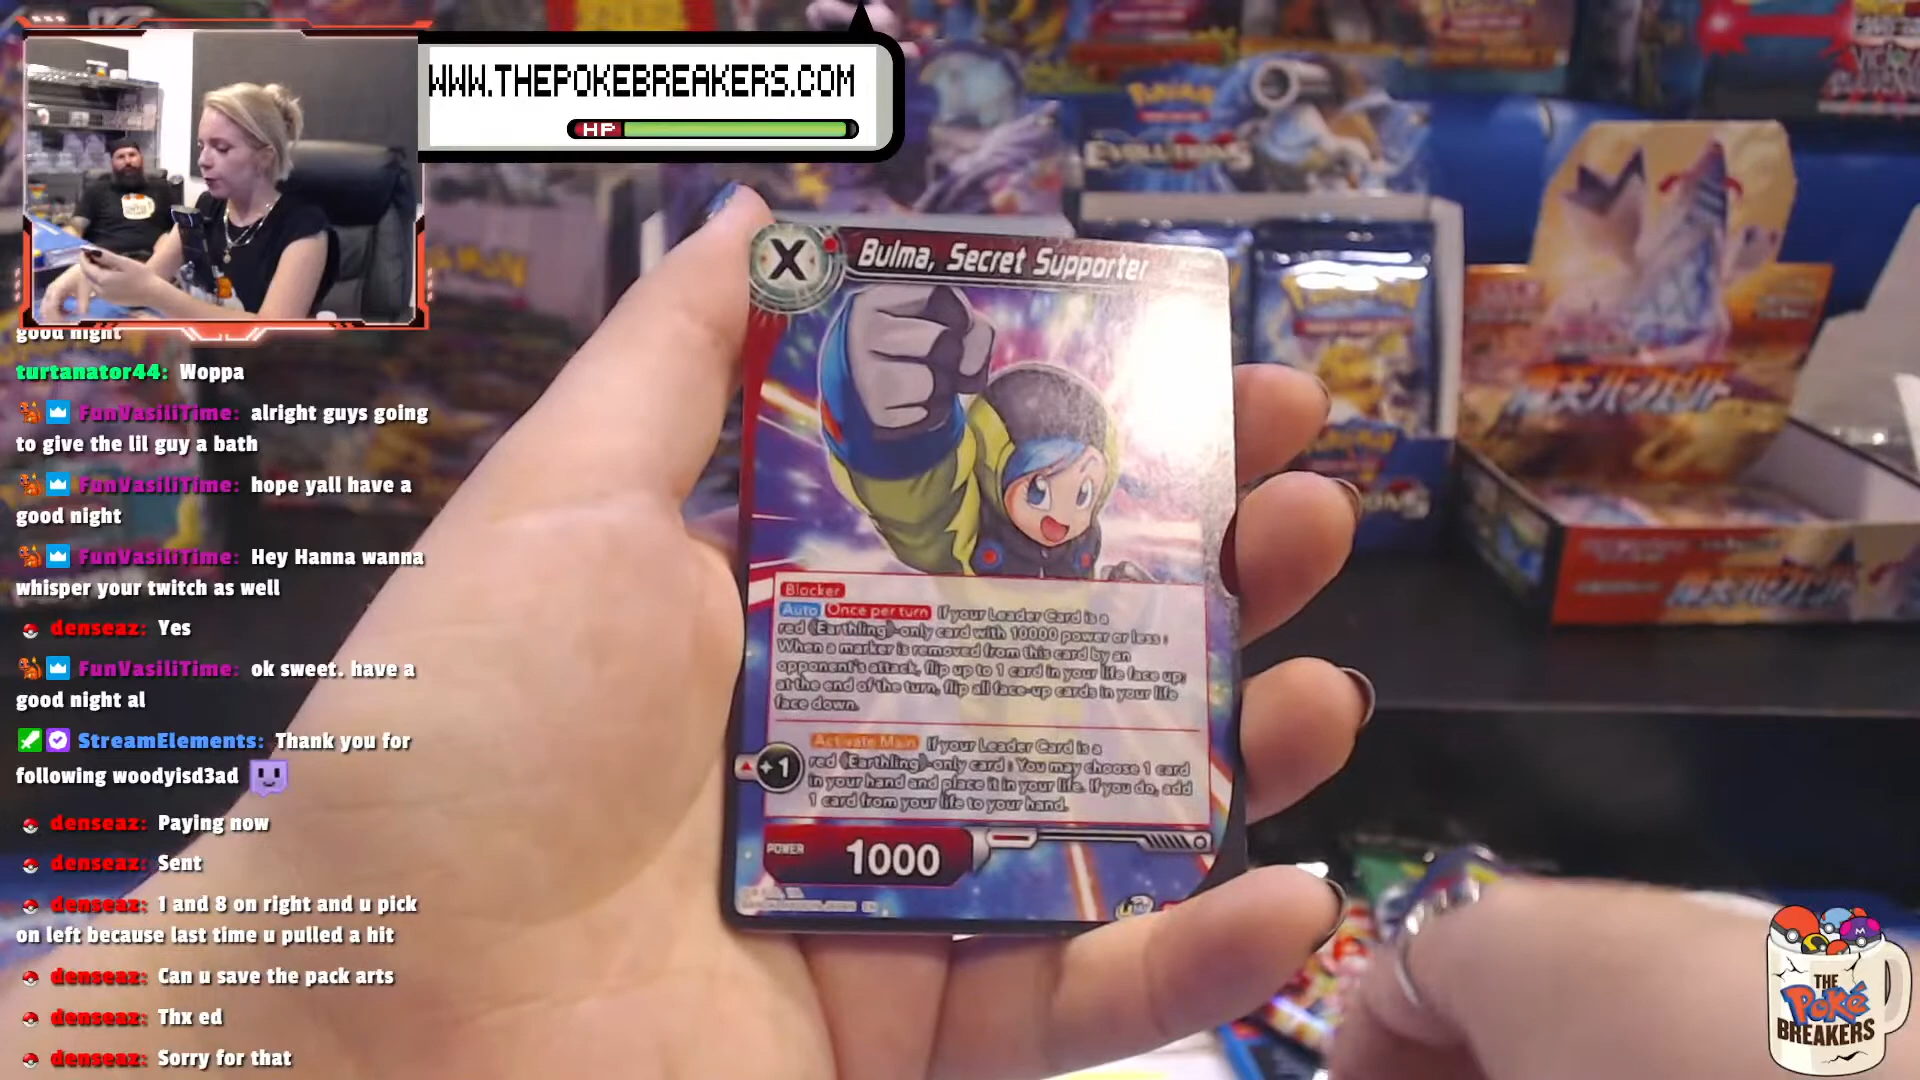 WWW.THEPOKEBREAKERS.COM
HP
good night
turtanator44: Woppa
FunVasiliTime: alright guys going
to give the lil guy a bath
FunVasiliTime: hope yall have a
good night
FunVasiliTime: Hey Hanna wanna
whisper your twitch as well
denseaz: Yes
FunVasiliTime: ok sweet. have a
good night al
StreamElements: Thank you for
following woodyisd3ad
denseaz: Paying now
denseaz: Sent
denseaz: 1 and 8 on right and u pick
on left because last time u pulled a hit
denseaz: Can u save the pack arts
denseaz: Thx ed
denseaz: Sorry for that
X
Bulma, Secret Supporter
Blocker
Auto Once per turn If your Leader Card is a
red 《Earthling》-only card with 10000 power or less :
When a marker is removed from this card by an
opponent's attack, flip up to 1 card in your life face up;
at the end of the turn, flip all face-up cards in your life
face down.
+1
Activate Main If your Leader Card is a
red 《Earthling》-only card : You may choose 1 card
in your hand and place it in your life. If you do, add
1 card from your life to your hand.
POWER 1000
EVOLUTIONS
THE
Poké
BREAKERS